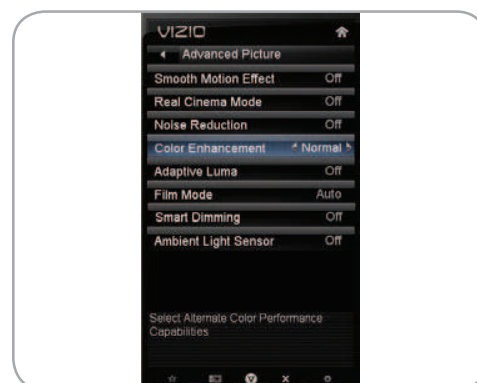 VIZIO
Advanced Picture
Smooth Motion Effect Off
Real Cinema Mode Off
Noise Reduction Off
Color Enhancement Normal
Adaptive Luma Off
Film Mode Auto
Smart Dimming Off
Ambient Light Sensor Off
Select Alternate Color Performance
Capabilities
V